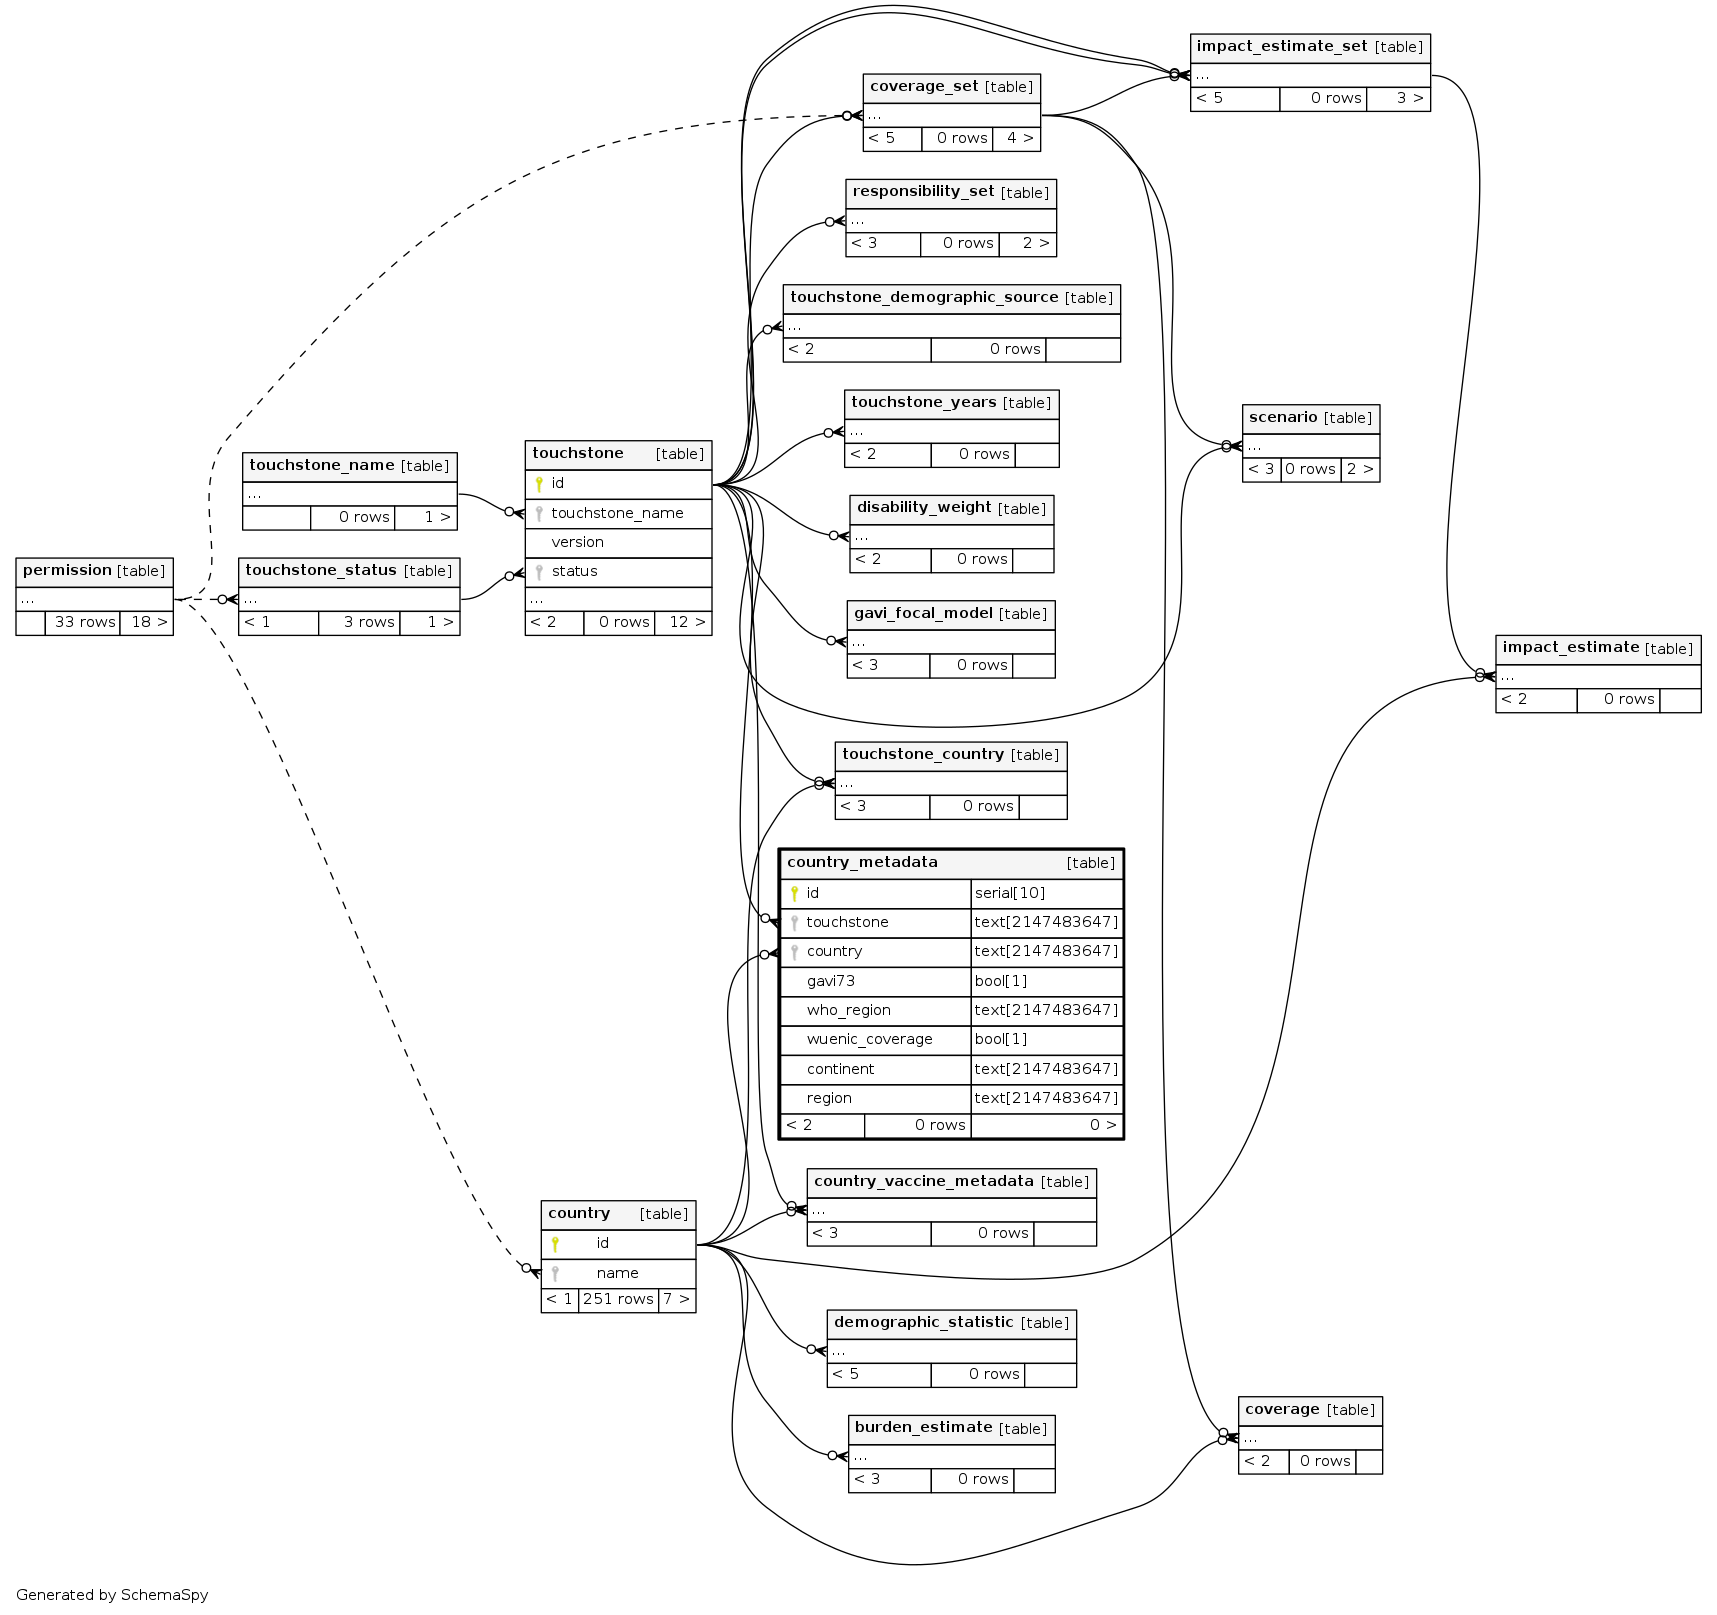 impact_estimate_set [table]
...
< 5 0 rows 3 >
coverage_set [table]
...
< 5 0 rows 4 >
responsibility_set [table]
...
< 3 0 rows 2 >
touchstone_demographic_source [table]
...
< 2 0 rows
touchstone_years [table]
...
< 2 0 rows
scenario [table]
...
< 3 0 rows 2 >
touchstone_name [table]
...
0 rows 1 >
touchstone [table]
id
touchstone_name
version
status
...
< 2 0 rows 12 >
disability_weight [table]
...
< 2 0 rows
permission [table]
...
33 rows 18 >
touchstone_status [table]
...
< 1 3 rows 1 >
gavi_focal_model [table]
...
< 3 0 rows
impact_estimate [table]
...
< 2 0 rows
touchstone_country [table]
...
< 3 0 rows
country_metadata [table]
id serial[10]
touchstone text[2147483647]
country text[2147483647]
gavi73 bool[1]
who_region text[2147483647]
wuenic_coverage bool[1]
continent text[2147483647]
region text[2147483647]
< 2 0 rows 0 >
country_vaccine_metadata [table]
...
< 3 0 rows
country [table]
id
name
< 1 251 rows 7 >
demographic_statistic [table]
...
< 5 0 rows
burden_estimate [table]
...
< 3 0 rows
coverage [table]
...
< 2 0 rows
Generated by SchemaSpy